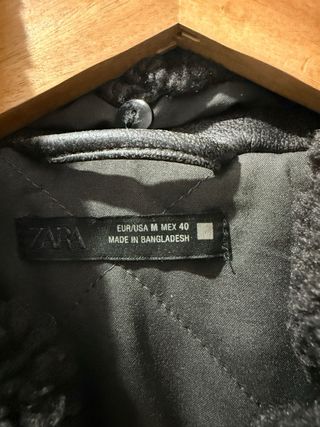 ZARA
EUR/USA M MEX 40
MADE IN BANGLADESH